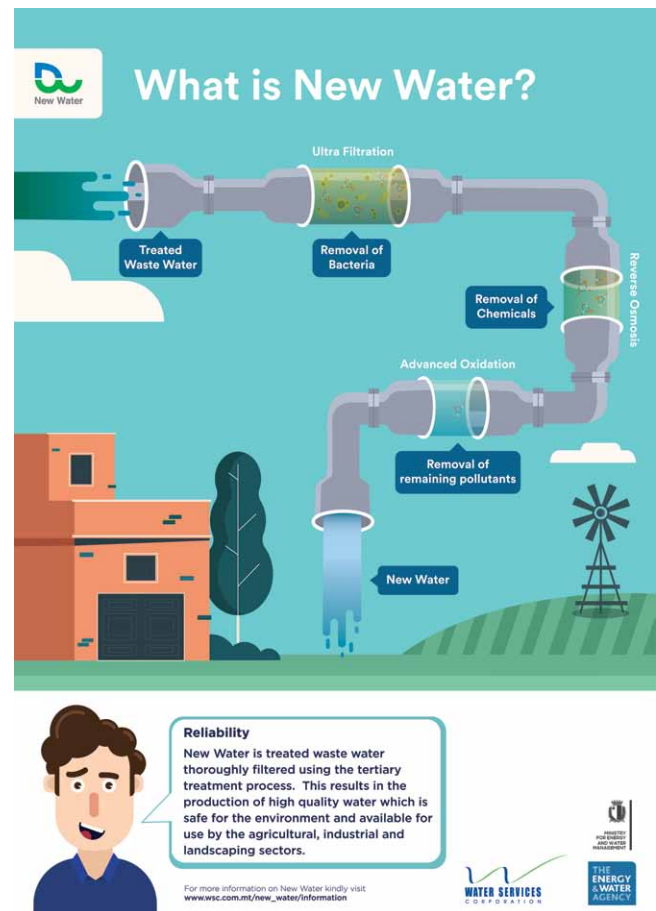 New Water
What is New Water?
Ultra Filtration
Treated
Waste Water
Removal of
Bacteria
Reverse Osmosis
Removal of
Chemicals
Advanced Oxidation
Removal of
remaining pollutants
New Water
Reliability
New Water is treated waste water
thoroughly filtered using the tertiary
treatment process. This results in the
production of high quality water which is
safe for the environment and available for
use by the agricultural, industrial and
landscaping sectors.
For more information on New Water kindly visit
www.wsc.com.mt/new_water/information
WATER SERVICES
CORPORATION
MINISTRY
FOR ENERGY
AND WATER
MANAGEMENT
THE
ENERGY
& WATER
AGENCY